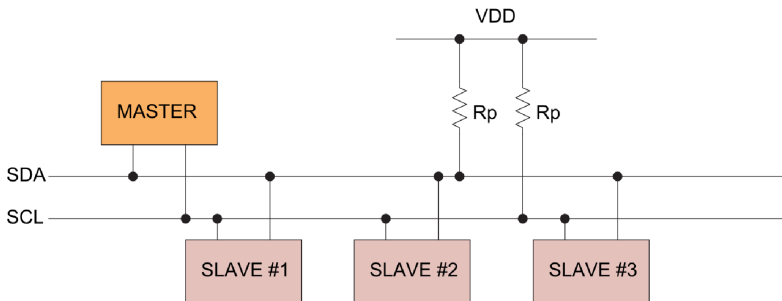 VDD
MASTER
Rp
Rp
SDA
SCL
SLAVE #1
SLAVE #2
SLAVE #3